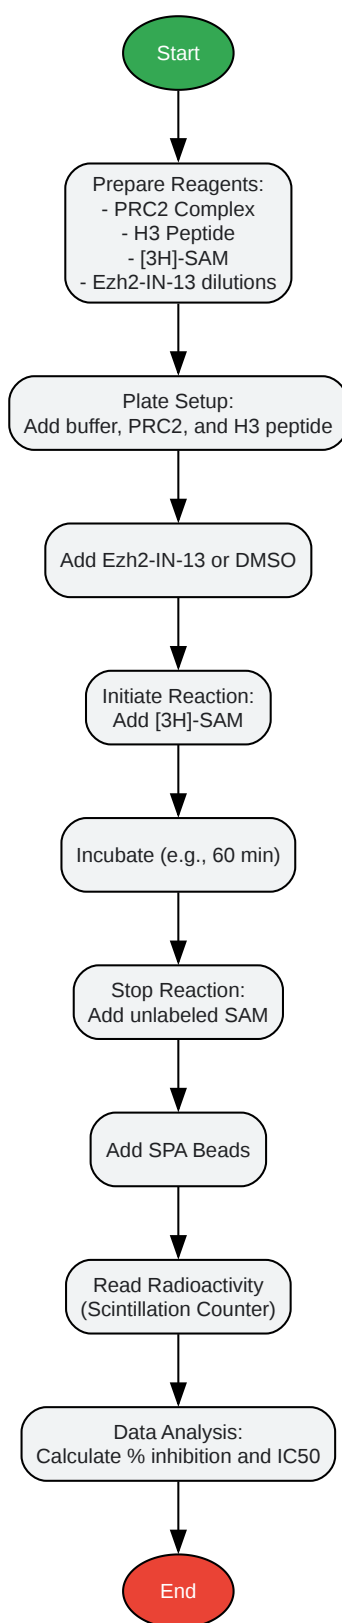 Start
Prepare Reagents:
- PRC2 Complex
- H3 Peptide
- [3H]-SAM
- Ezh2-IN-13 dilutions
Plate Setup:
Add buffer, PRC2, and H3 peptide
Add Ezh2-IN-13 or DMSO
Initiate Reaction:
Add [3H]-SAM
Incubate (e.g., 60 min)
Stop Reaction:
Add unlabeled SAM
Add SPA Beads
Read Radioactivity
(Scintillation Counter)
Data Analysis:
Calculate % inhibition and IC50
End